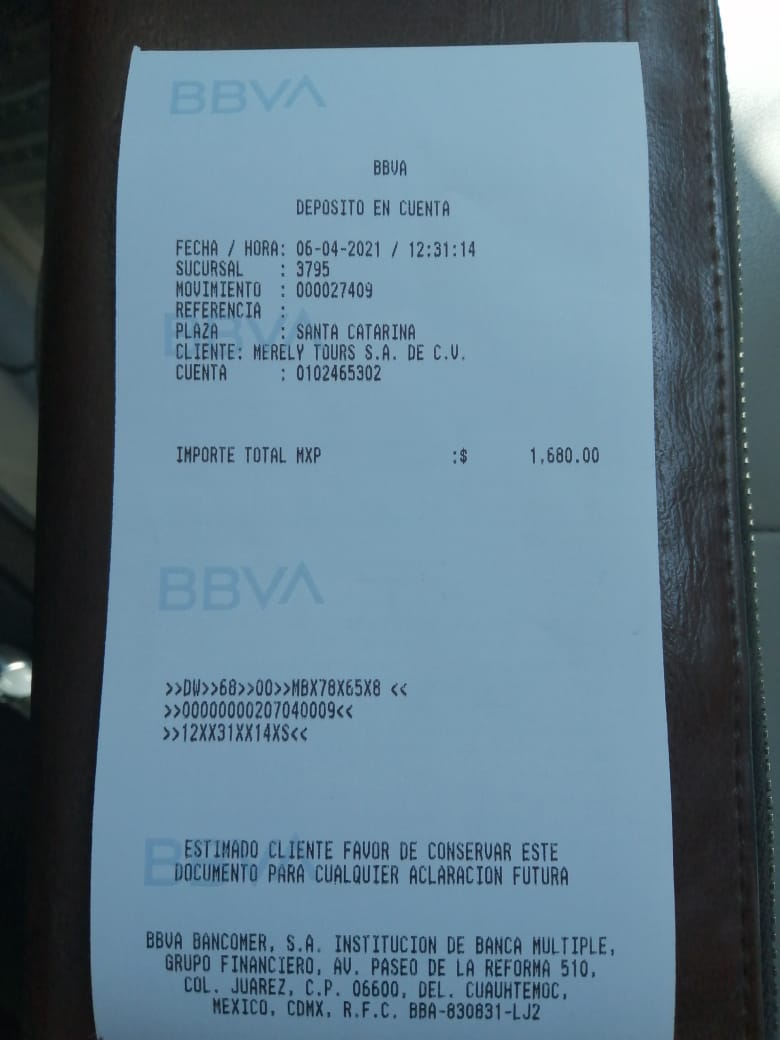 BBVA
BBVA
DEPOSITO EN CUENTA
FECHA / HORA: 06-04-2021 / 12:31:14
SUCURSAL : 3795
MOVIMIENTO : 000027409
REFERENCIA :
BBVA
PLAZA : SANTA CATARINA
CLIENTE: MERELY TOURS S.A. DE C.V.
CUENTA : 0102465302
IMPORTE TOTAL MXP :$ 1,680.00
BBVA
>>DW>>68>>00>>MBX78X65X8 <<
>>00000000207040009<<
>>12XX31XX14XS<<
BBVA
ESTIMADO CLIENTE FAVOR DE CONSERVAR ESTE
DOCUMENTO PARA CUALQUIER ACLARACION FUTURA
BBVA BANCOMER, S.A. INSTITUCION DE BANCA MULTIPLE,
GRUPO FINANCIERO, AV. PASEO DE LA REFORMA 510,
COL. JUAREZ, C.P. 06600, DEL. CUAUHTEMOC,
MEXICO, CDMX, R.F.C. BBA-830831-LJ2